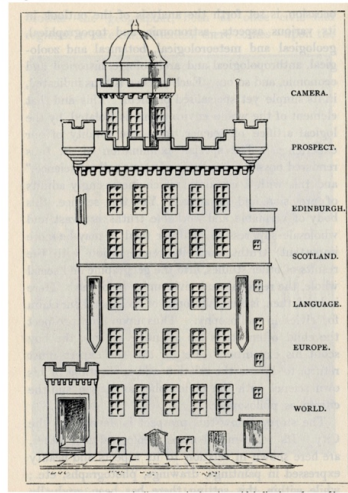 CAMERA.
PROSPECT.
EDINBURGH.
SCOTLAND.
LANGUAGE.
EUROPE.
WORLD.